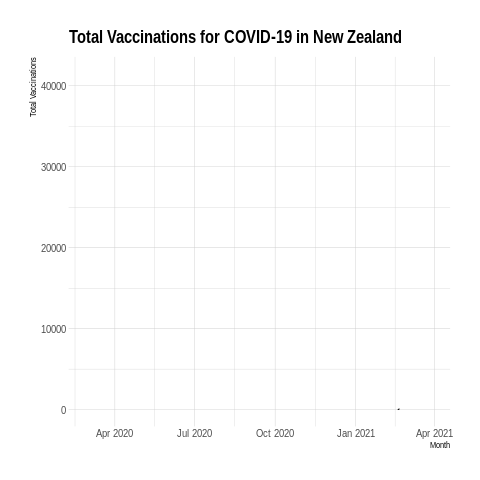 Total Vaccinations for COVID-19 in New Zealand
Total Vaccinations
40000
30000
20000
10000
0
Apr 2020 Jul 2020 Oct 2020 Jan 2021 Apr 2021
Month